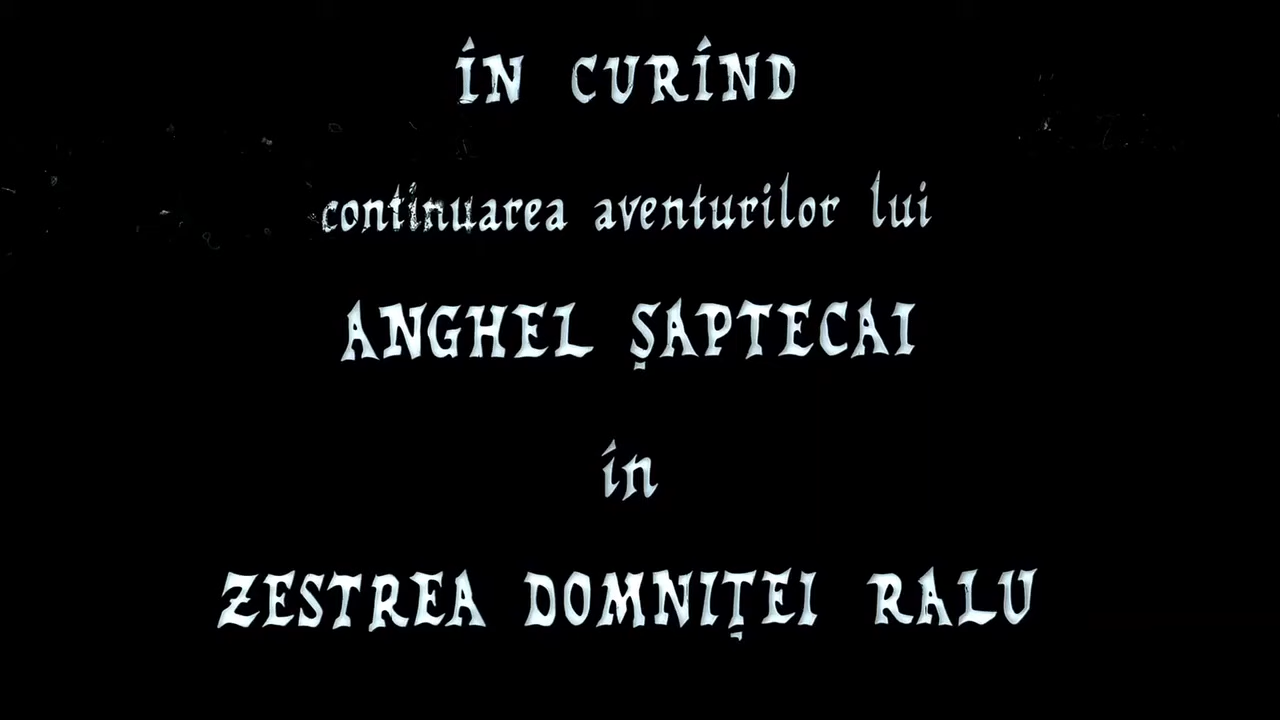 ÎN CURÎND
continuarea aventurilor lui
ANGHEL ȘAPTECAI
în
ZESTREA DOMNIȚEI RALU